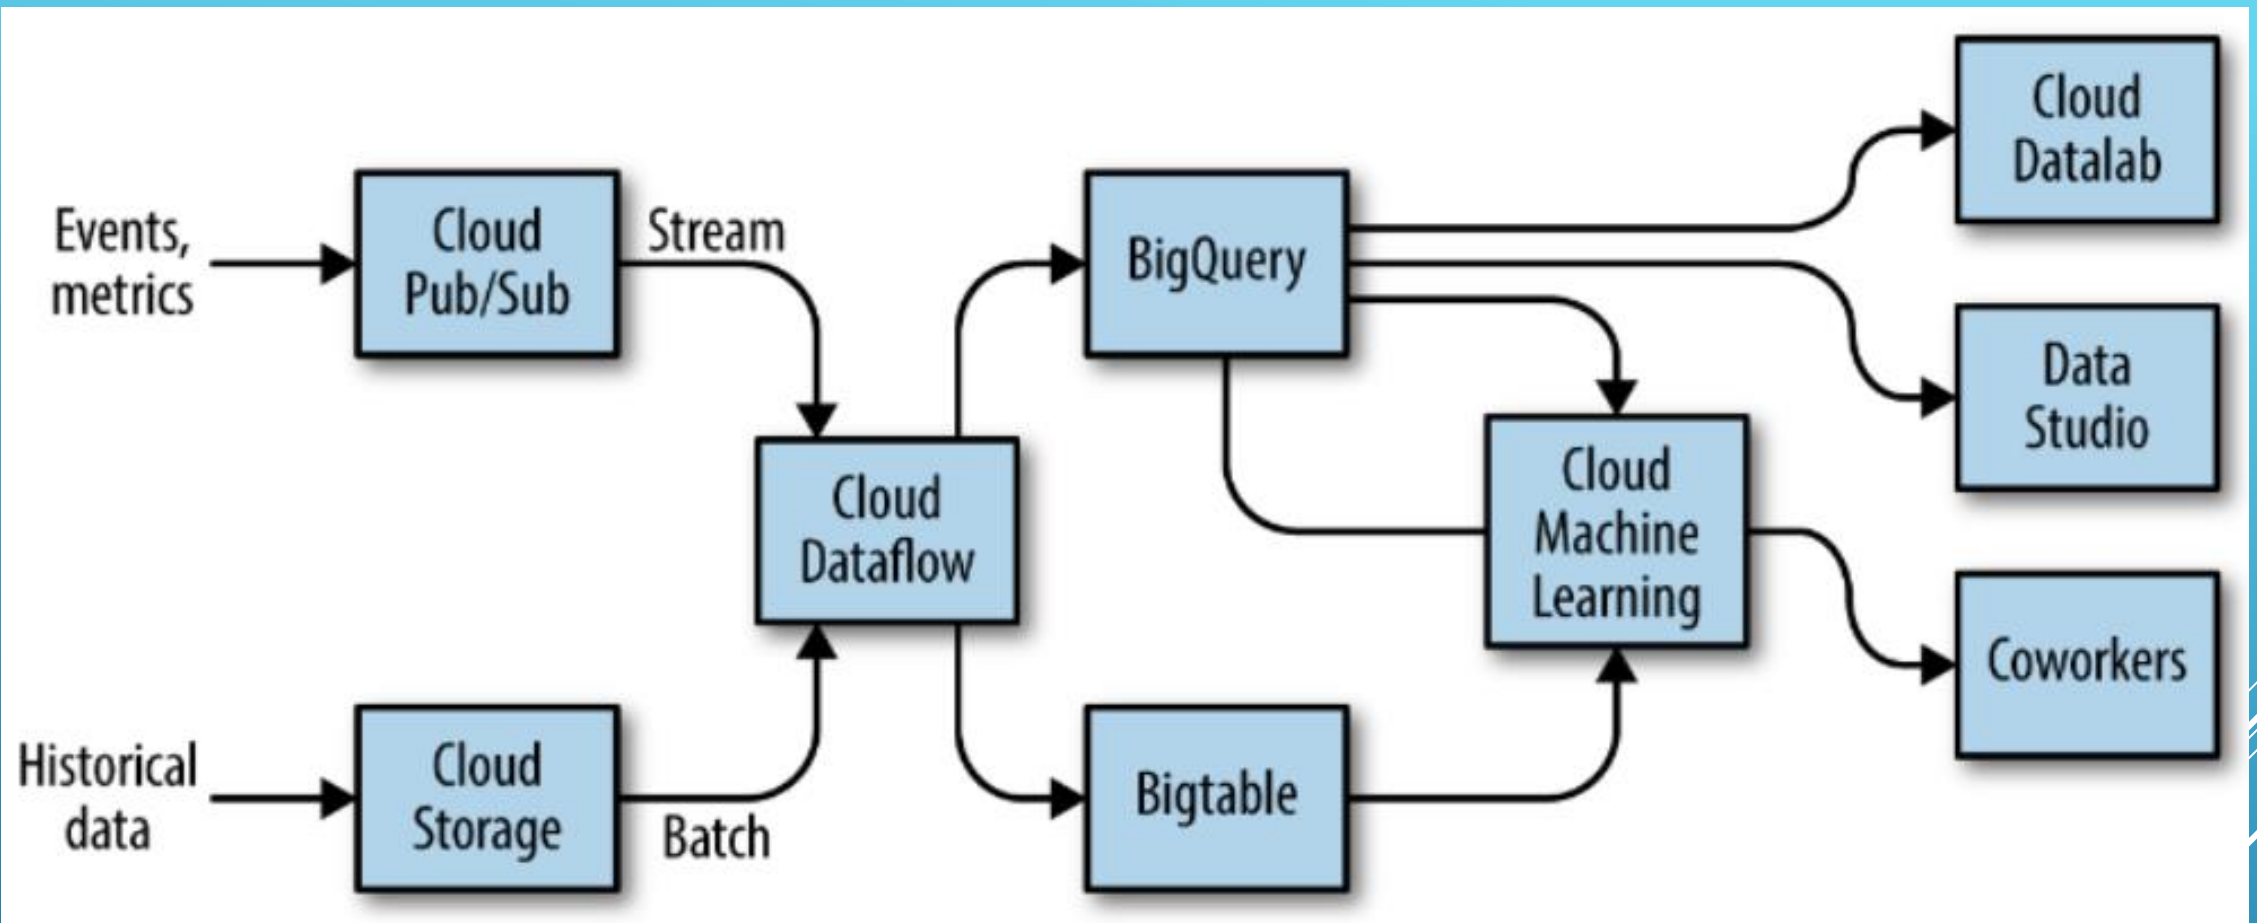 Events,
metrics
Cloud
Pub/Sub
Stream
Historical
data
Cloud
Storage
Batch
Cloud
Dataflow
BigQuery
Bigtable
Cloud
Machine
Learning
Cloud
Datalab
Data
Studio
Coworkers